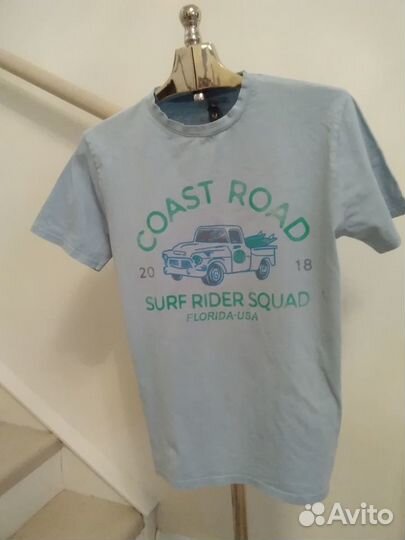 COAST ROAD
20 18
SURF RIDER SQUAD
FLORIDA-USA
Avito